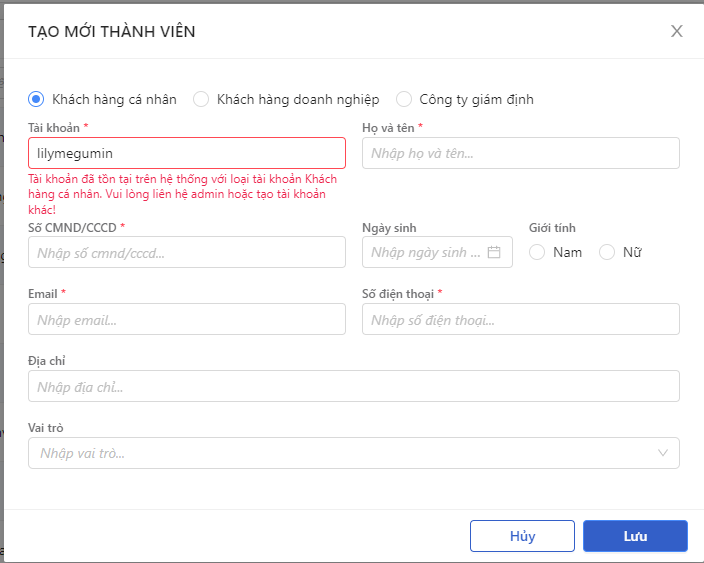 TẠO MỚI THÀNH VIÊN
Khách hàng cá nhân Khách hàng doanh nghiệp Công ty giám định
Tài khoản * Họ và tên *
lilymegumin Nhập họ và tên...
Tài khoản đã tồn tại trên hệ thống với loại tài khoản Khách
hàng cá nhân. Vui lòng liên hệ admin hoặc tạo tài khoản
khác!
Số CMND/CCCD * Ngày sinh Giới tính
Nhập số cmnd/cccd... Nhập ngày sinh ... Nam Nữ
Email * Số điện thoại *
Nhập email... Nhập số điện thoại...
Địa chỉ
Nhập địa chỉ...
Vai trò
Nhập vai trò...
Hủy Lưu